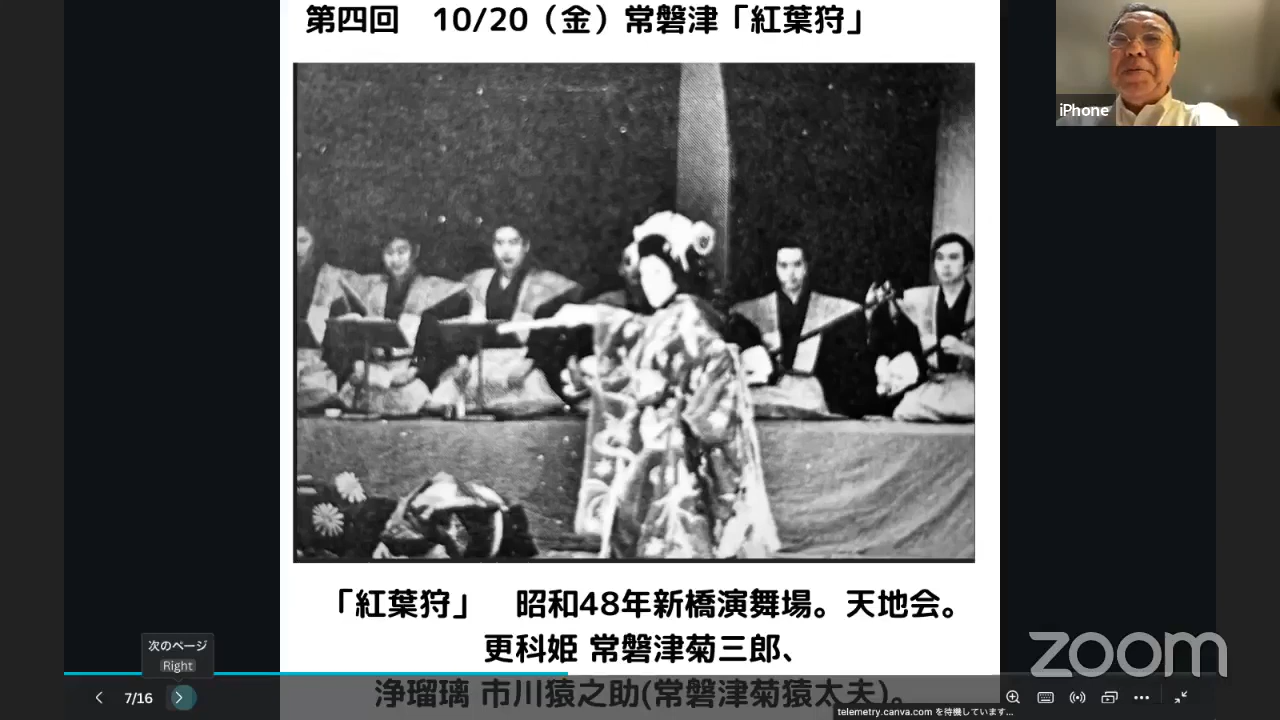 第四回　10/20（金）常磐津「紅葉狩」
iPhone
「紅葉狩」　昭和48年新橋演舞場。天地会。
更科姫 常磐津菊三郎、
浄瑠璃 市川猿之助(常磐津菊猿太夫)。
次のページ
Right
7/16
zoom
telemetry.canva.com を待機しています...